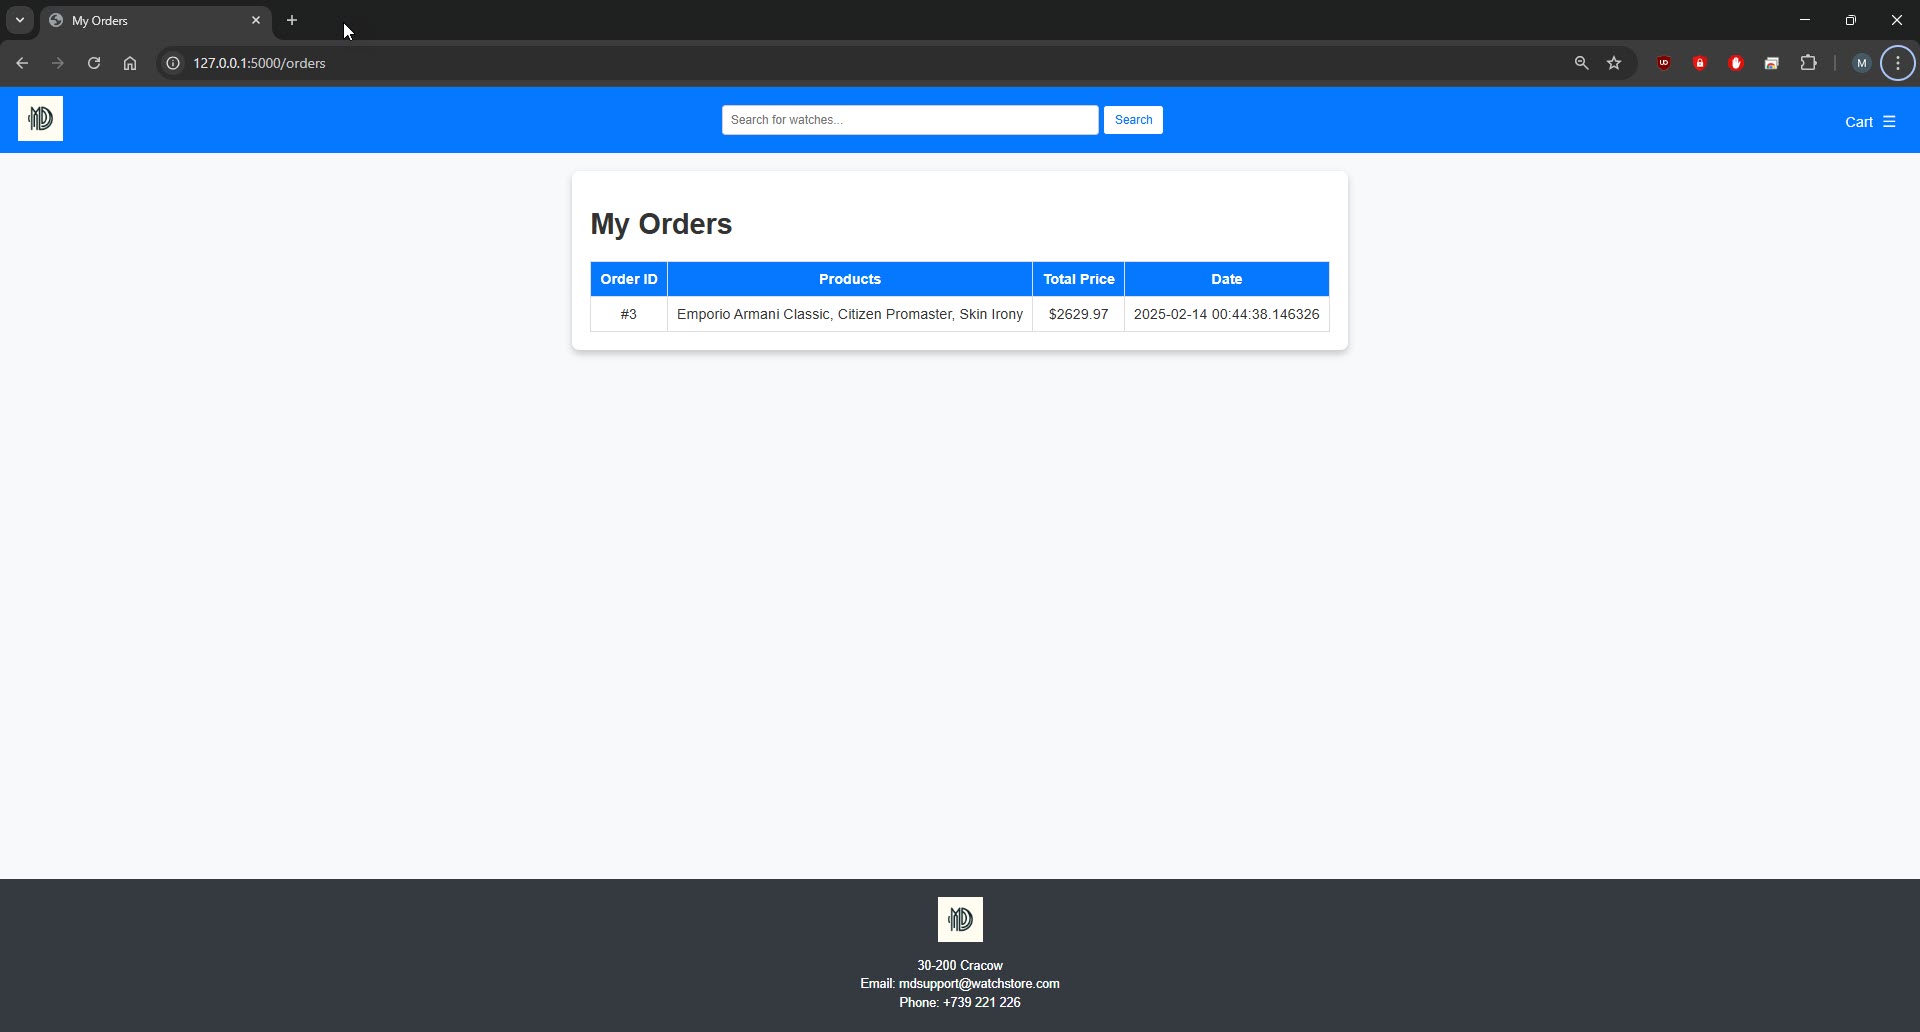 My Orders
127.0.0.1:5000/orders
M
MD
Search for watches...
Search
Cart
My Orders
Order ID Products Total Price Date
#3 Emporio Armani Classic, Citizen Promaster, Skin Irony $2629.97 2025-02-14 00:44:38.146326
MD
30-200 Cracow
Email: mdsupport@watchstore.com
Phone: +739 221 226